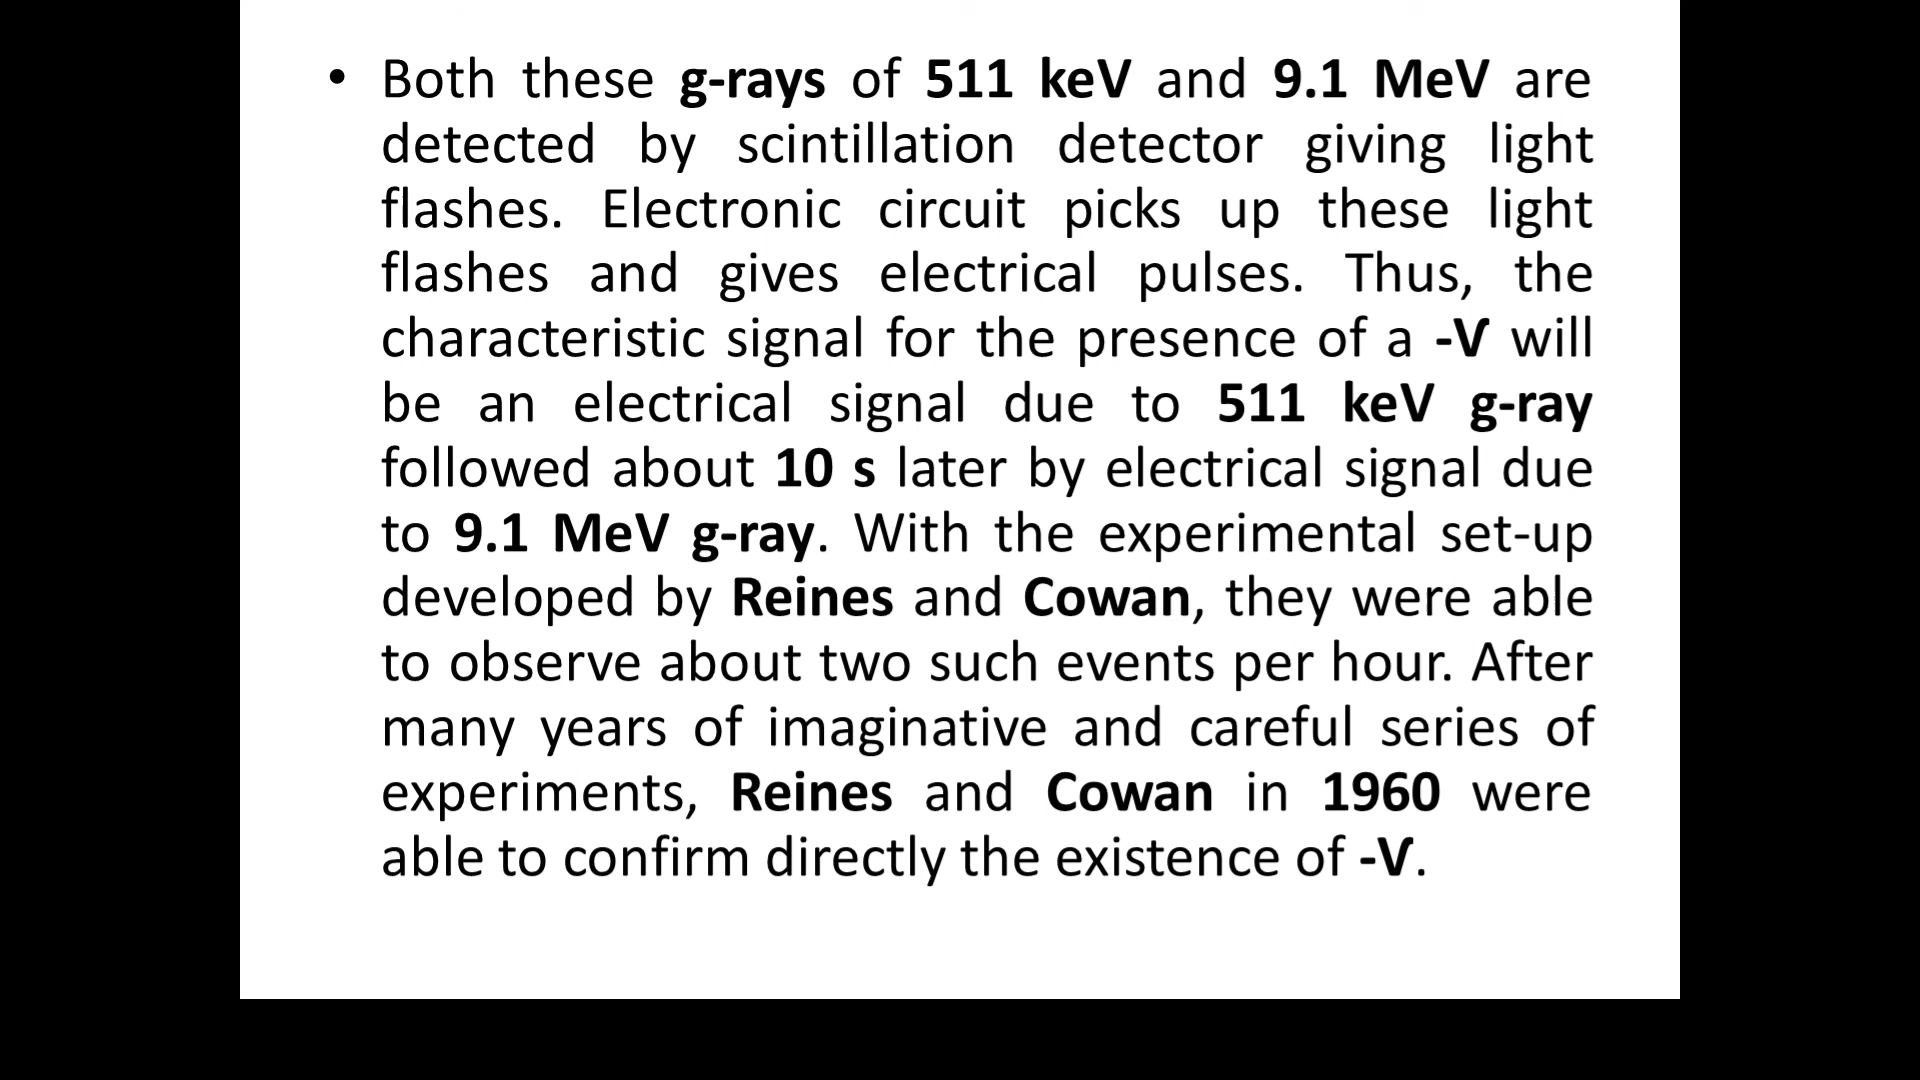 • Both these g-rays of 511 keV and 9.1 MeV are
detected by scintillation detector giving light
flashes. Electronic circuit picks up these light
flashes and gives electrical pulses. Thus, the
characteristic signal for the presence of a -Ѵ will
be an electrical signal due to 511 keV g-ray
followed about 10 s later by electrical signal due
to 9.1 MeV g-ray. With the experimental set-up
developed by Reines and Cowan, they were able
to observe about two such events per hour. After
many years of imaginative and careful series of
experiments, Reines and Cowan in 1960 were
able to confirm directly the existence of -Ѵ.